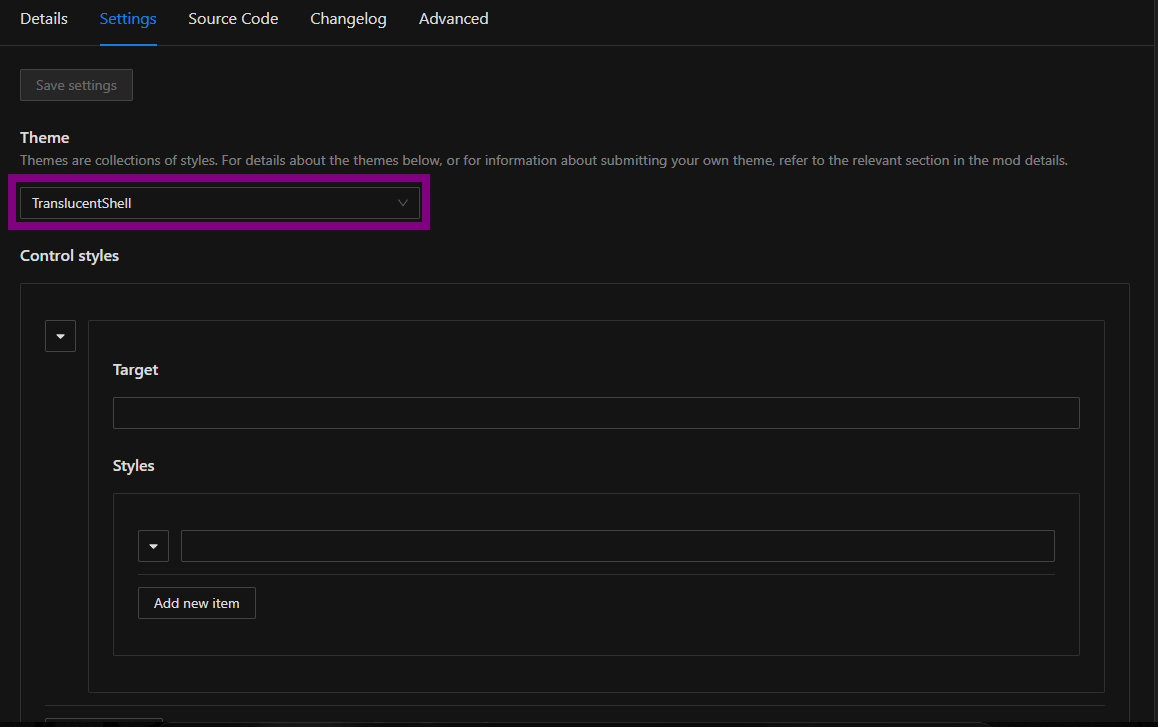 Details Settings Source Code Changelog Advanced
Save settings
Theme
Themes are collections of styles. For details about the themes below, or for information about submitting your own theme, refer to the relevant section in the mod details.
TranslucentShell
Control styles
Target
Styles
Add new item